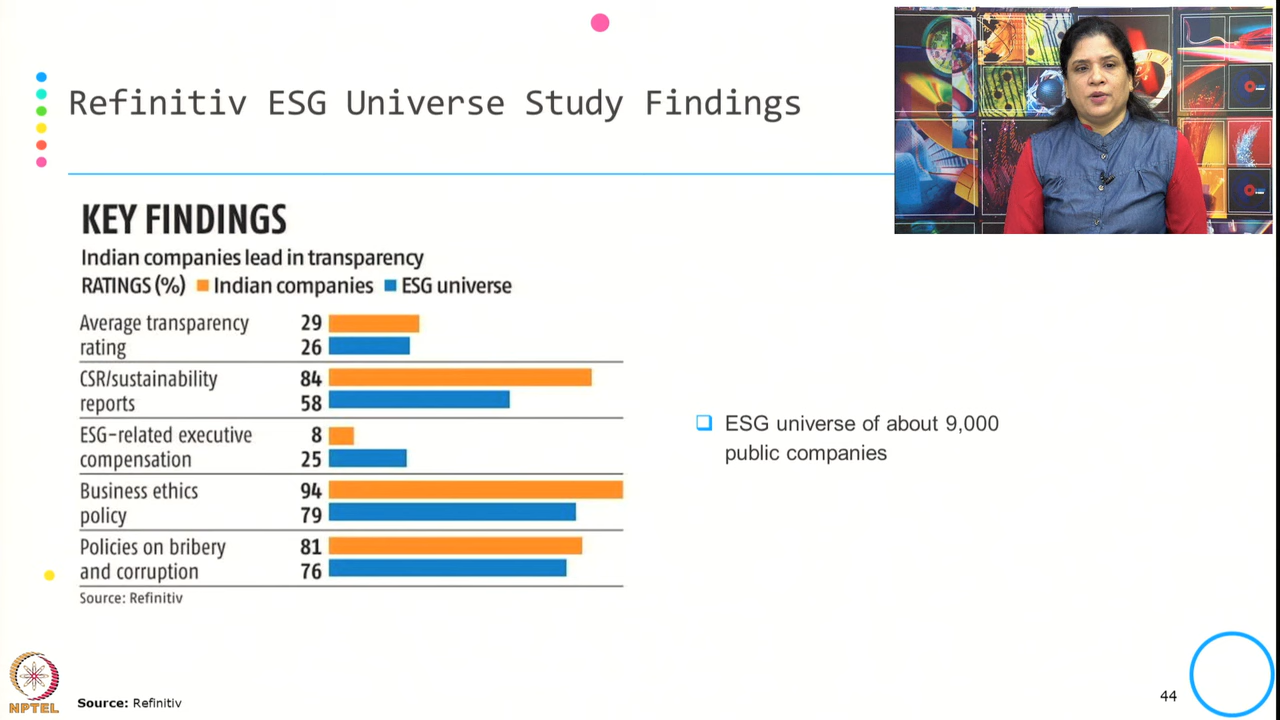 Refinitiv ESG Universe Study Findings
KEY FINDINGS
Indian companies lead in transparency
RATINGS (%) Indian companies ESG universe
Average transparency 29
rating 26
CSR/sustainability 84
reports 58
ESG-related executive 8
compensation 25
Business ethics 94
policy 79
Policies on bribery 81
and corruption 76
Source: Refinitiv
ESG universe of about 9,000
public companies
NPTEL
Source: Refinitiv
44